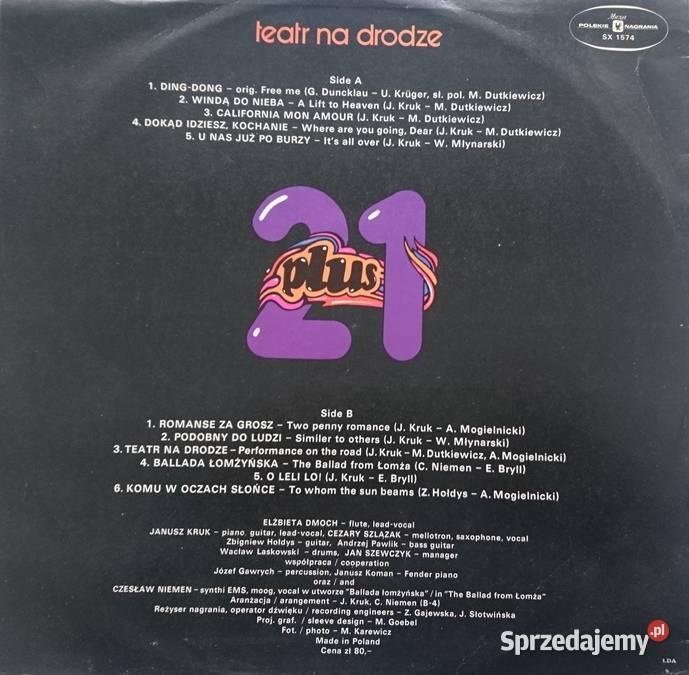 teatr na drodze
Muza
POLSKIE NAGRANIA
SX 1574
Side A
1. DING-DONG – orig. Free me (G. Duncklau – U. Krüger, sł. pol. M. Dutkiewicz)
2. WINDĄ DO NIEBA – A Lift to Heaven (J. Kruk – M. Dutkiewicz)
3. CALIFORNIA MON AMOUR (J. Kruk – M. Dutkiewicz)
4. DOKĄD IDZIESZ, KOCHANIE – Where are you going, Dear (J. Kruk – M. Dutkiewicz)
5. U NAS JUŻ PO BURZY – It's all over (J. Kruk – W. Młynarski)
2 plus 1
Side B
1. ROMANSE ZA GROSZ – Two penny romance (J. Kruk – A. Mogielnicki)
2. PODOBNY DO LUDZI – Similer to others (J. Kruk – W. Młynarski)
3. TEATR NA DRODZE – Performance on the road (J. Kruk – M. Dutkiewicz, A. Mogielnicki)
4. BALLADA ŁOMŻYŃSKA – The Ballad from Łomża (C. Niemen – E. Bryll)
5. O LELI LO! (J. Kruk – E. Bryll)
6. KOMU W OCZACH SŁOŃCE – To whom the sun beams (Z. Hołdys – A. Mogielnicki)
ELŻBIETA DMOCH – flute, lead-vocal
JANUSZ KRUK – piano, guitar, lead-vocal, CEZARY SZLĄZAK – mellotron, saxophone, vocal
Zbigniew Hołdys – guitar, Andrzej Pawlik – bass guitar
Wacław Laskowski – drums, JAN SZEWCZYK – manager
współpraca / cooperation
Józef Gawrych – percussion, Janusz Koman – Fender piano
oraz / and
CZESŁAW NIEMEN – synthi EMS, moog, vocal w utworze "Ballada łomżyńska" / in "The Ballad from Łomża"
Aranżacja / arrangement – J. Kruk, C. Niemen (B-4)
Reżyser nagrania, operator dźwięku / recording engineers – Z. Gajewska, J. Słotwińska
Proj. graf. / sleeve design – M. Goebel
Fot. / photo – M. Karewicz
Made in Poland
Cena zł 80,–
Sprzedajemy.pl
LDA